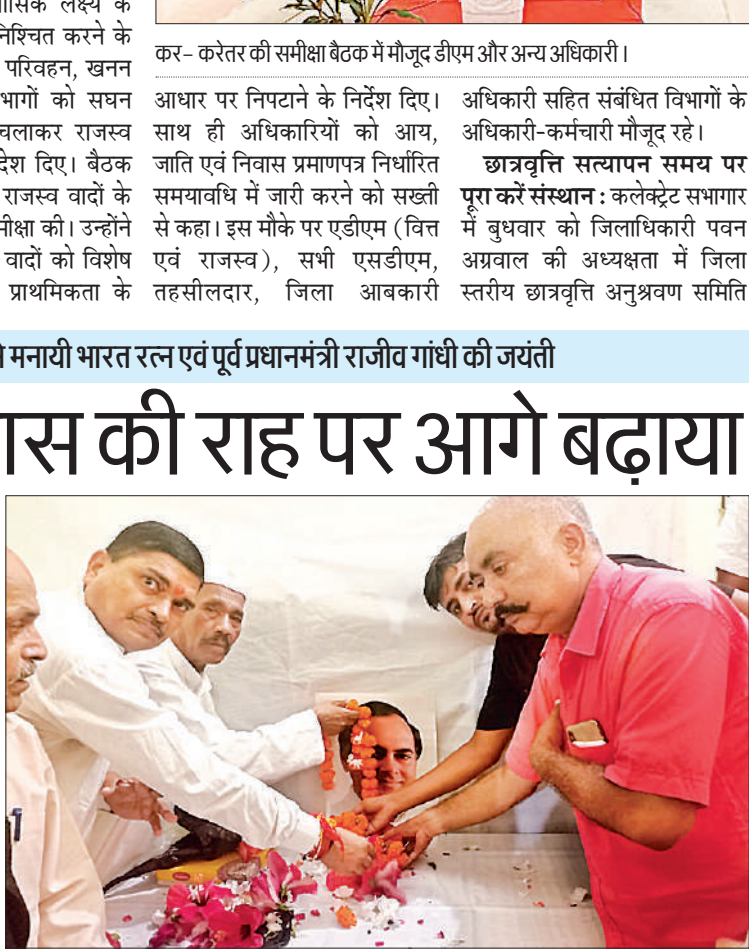 ासिक लक्ष्य के
निश्चित करने के
परिवहन, खनन
भागों को सघन
चलाकर राजस्व
देश दिए। बैठक
राजस्व वादों के
मीक्षा की। उन्होंने
वादों को विशेष
प्राथमिकता के
कर- करेतर की समीक्षा बैठक में मौजूद डीएम और अन्य अधिकारी।
आधार पर निपटाने के निर्देश दिए।
साथ ही अधिकारियों को आय,
जाति एवं निवास प्रमाणपत्र निर्धारित
समयावधि में जारी करने को सख्ती
से कहा। इस मौके पर एडीएम (वित्त
एवं राजस्व), सभी एसडीएम,
तहसीलदार, जिला आबकारी
अधिकारी सहित संबंधित विभागों के
अधिकारी-कर्मचारी मौजूद रहे।
छात्रवृत्ति सत्यापन समय पर
पूरा करें संस्थान : कलेक्ट्रेट सभागार
में बुधवार को जिलाधिकारी पवन
अग्रवाल की अध्यक्षता में जिला
स्तरीय छात्रवृत्ति अनुश्रवण समिति
मनायी भारत रत्न एवं पूर्व प्रधानमंत्री राजीव गांधी की जयंती
ास की राह पर आगे बढ़ाया